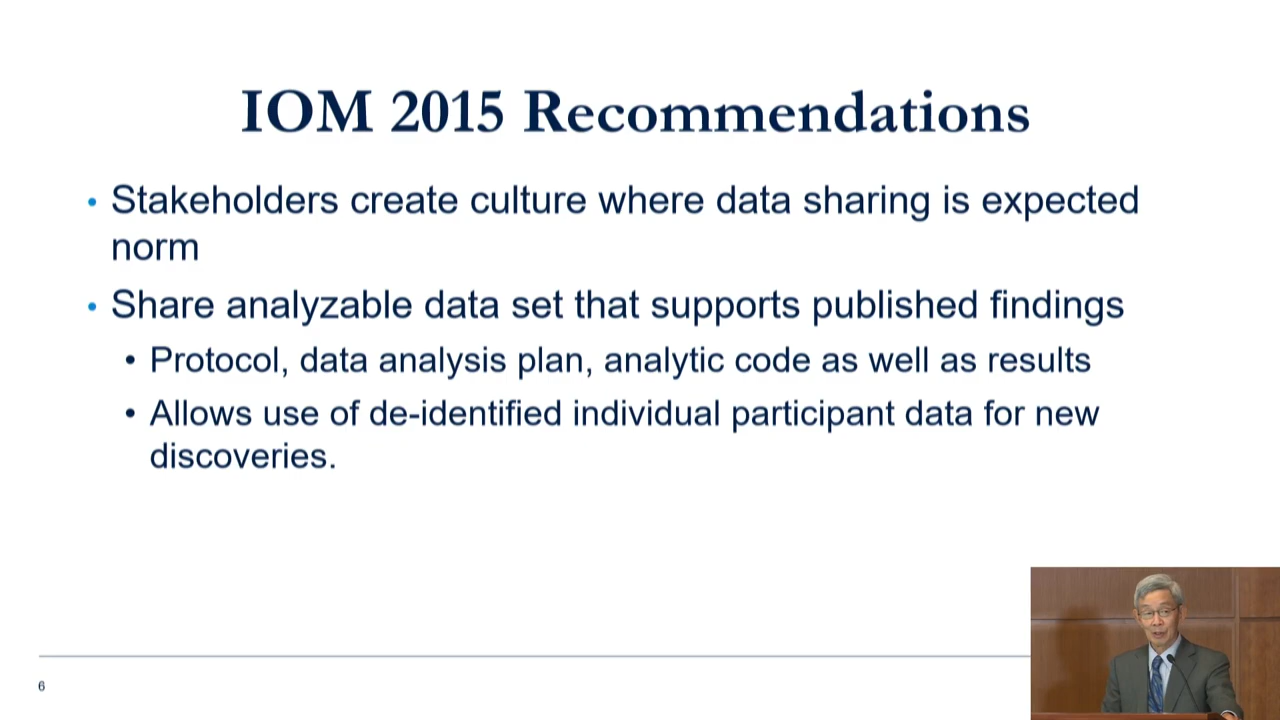 IOM 2015 Recommendations
• Stakeholders create culture where data sharing is expected
norm
• Share analyzable data set that supports published findings
• Protocol, data analysis plan, analytic code as well as results
• Allows use of de-identified individual participant data for new
discoveries.
6